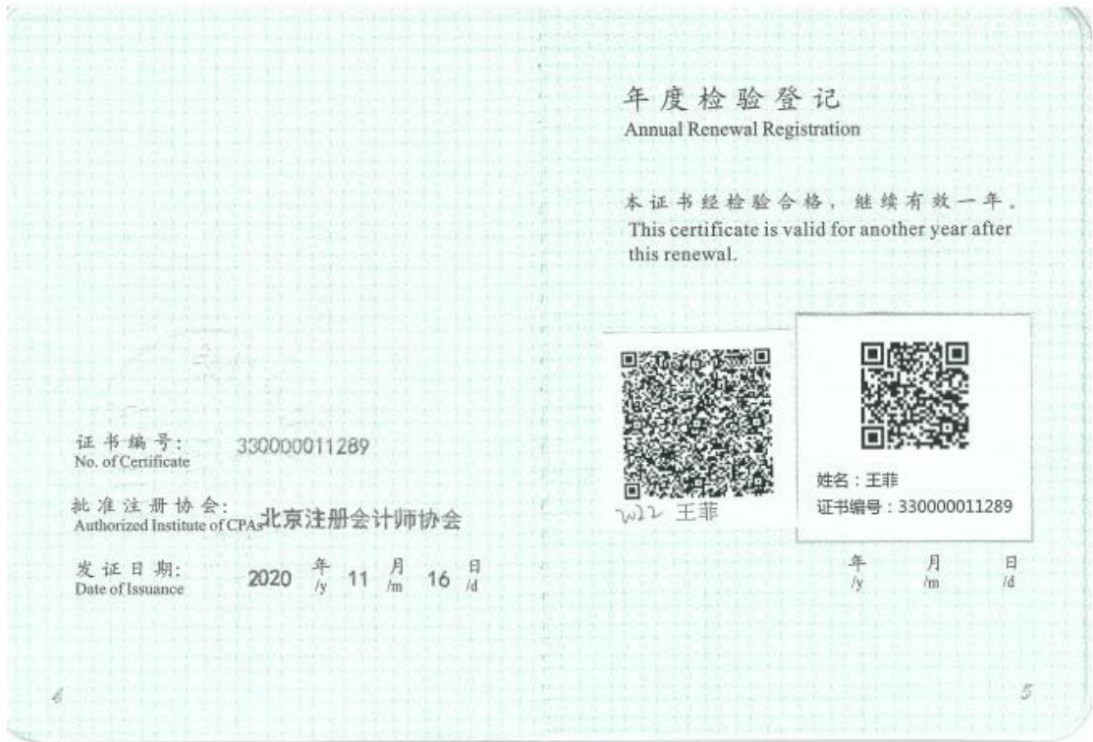 证书编号: 330000011289
No. of Certificate
批准注册协会: 北京注册会计师协会
Authorized Institute of CPAs
发证日期: 2020 年 11 月 16 日
Date of Issuance /y /m /d
4
年度检验登记
Annual Renewal Registration
本证书经检验合格，继续有效一年。
This certificate is valid for another year after
this renewal.
2022 王菲
姓名：王菲
证书编号：330000011289
年 月 日
/y /m /d
5